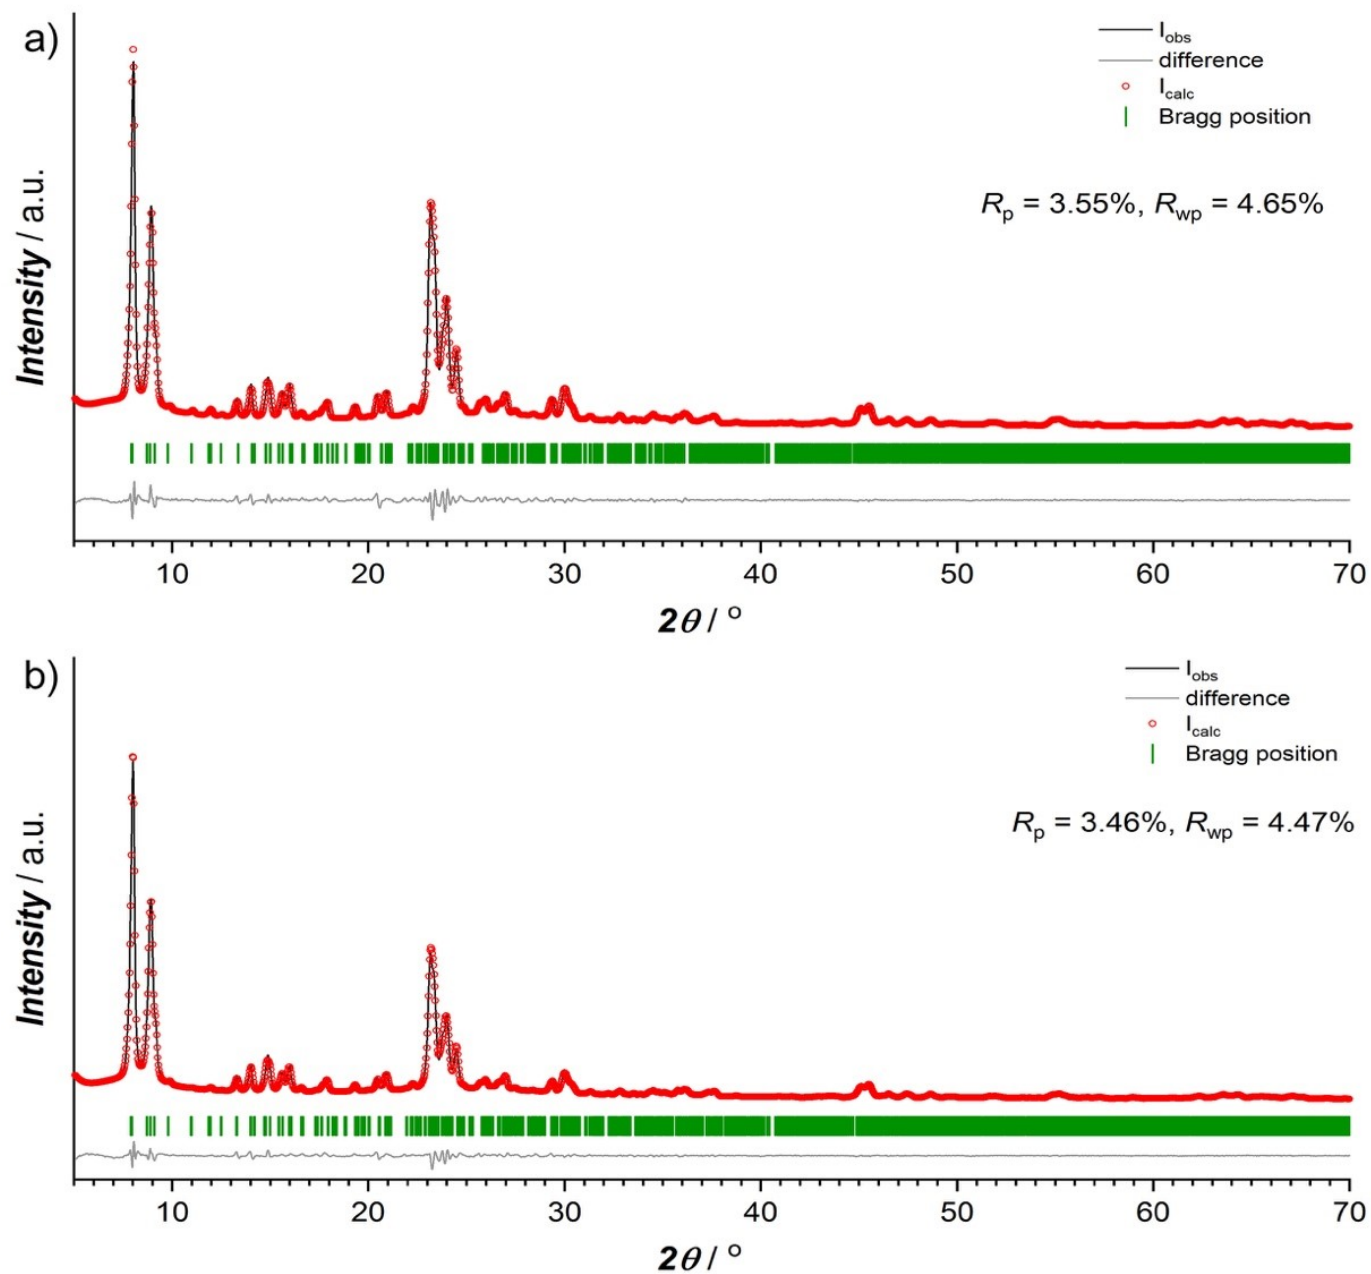 a)
I_obs
difference
I_calc
Bragg position
R_p = 3.55%, R_wp = 4.65%
Intensity / a.u.
10 20 30 40 50 60 70
2θ / °
b)
I_obs
difference
I_calc
Bragg position
R_p = 3.46%, R_wp = 4.47%
Intensity / a.u.
10 20 30 40 50 60 70
2θ / °